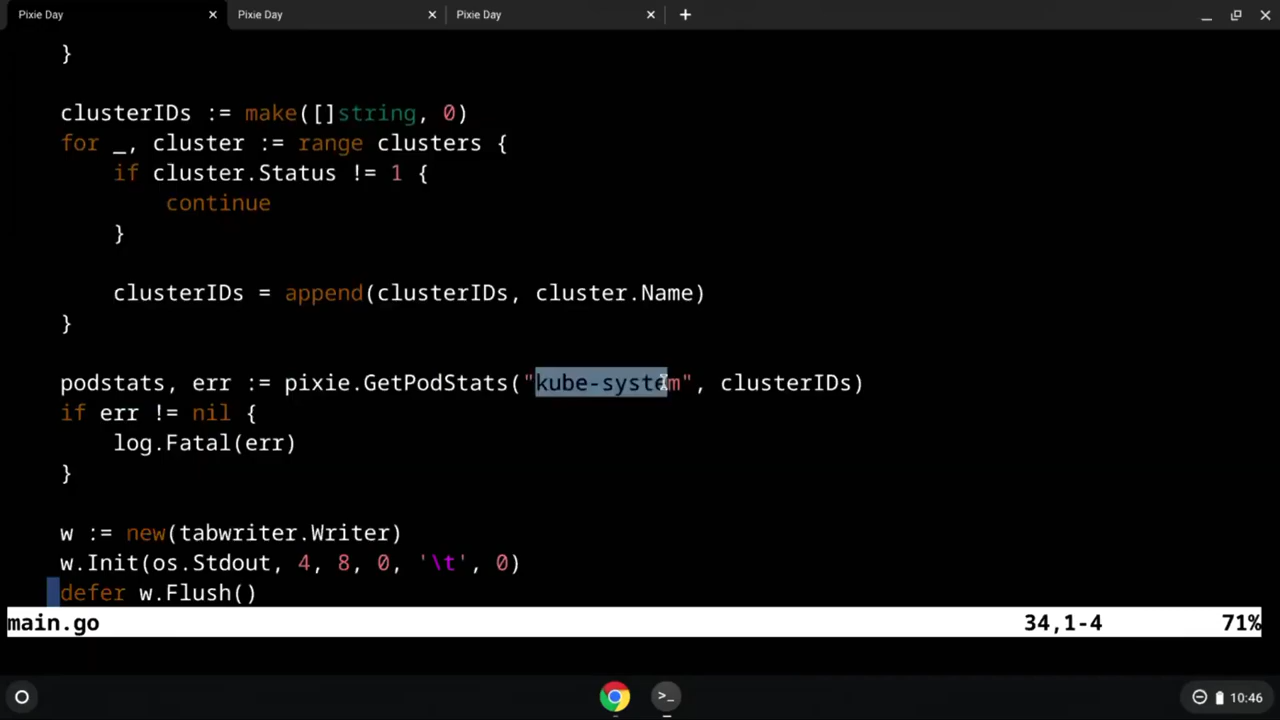 Pixie Day
Pixie Day
Pixie Day
}
clusterIDs := make([]string, 0)
for _, cluster := range clusters {
if cluster.Status != 1 {
continue
}
clusterIDs = append(clusterIDs, cluster.Name)
}
podstats, err := pixie.GetPodStats("kube-system", clusterIDs)
if err != nil {
log.Fatal(err)
}
w := new(tabwriter.Writer)
w.Init(os.Stdout, 4, 8, 0, '\t', 0)
defer w.Flush()
main.go 34,1-4 71%
>_
10:46